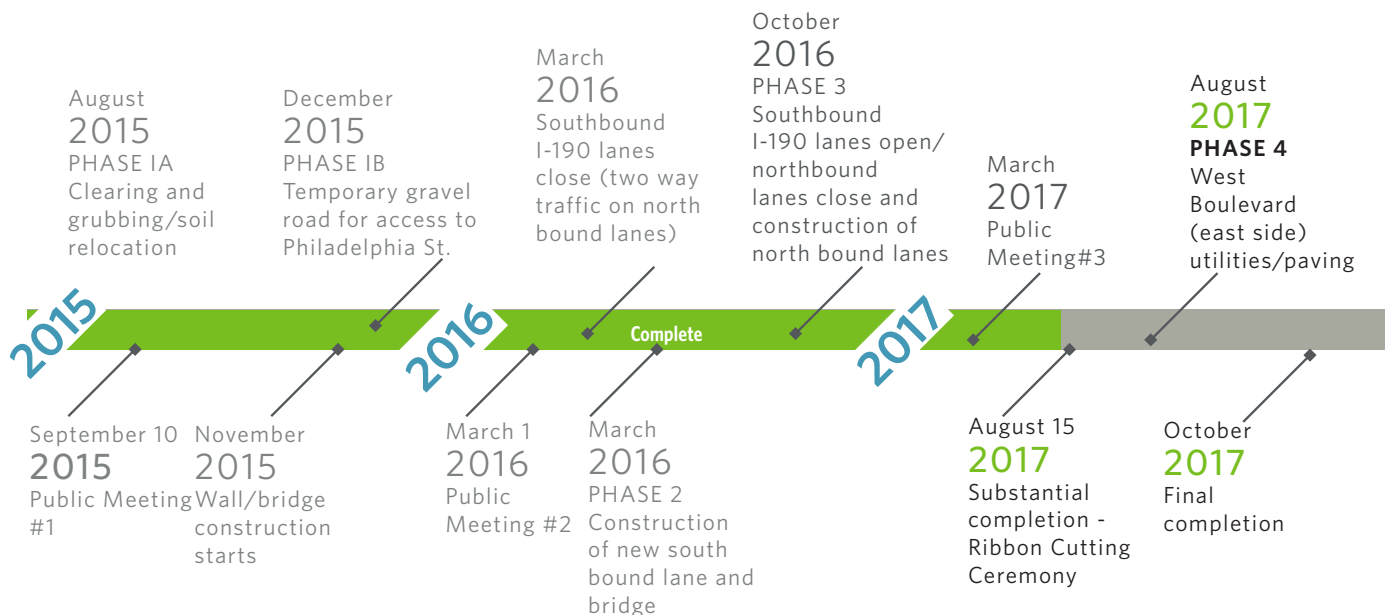 August
2015
PHASE IA
Clearing and
grubbing/soil
relocation
December
2015
PHASE IB
Temporary gravel
road for access to
Philadelphia St.
March
2016
Southbound
I-190 lanes
close (two way
traffic on north
bound lanes)
October
2016
PHASE 3
Southbound
I-190 lanes open/
northbound
lanes close and
construction of
north bound lanes
March
2017
Public
Meeting#3
August
2017
PHASE 4
West
Boulevard
(east side)
utilities/paving
2015
2016
Complete
2017
September 10
2015
Public Meeting
#1
November
2015
Wall/bridge
construction
starts
March 1
2016
Public
Meeting #2
March
2016
PHASE 2
Construction
of new south
bound lane and
bridge
August 15
2017
Substantial
completion -
Ribbon Cutting
Ceremony
October
2017
Final
completion